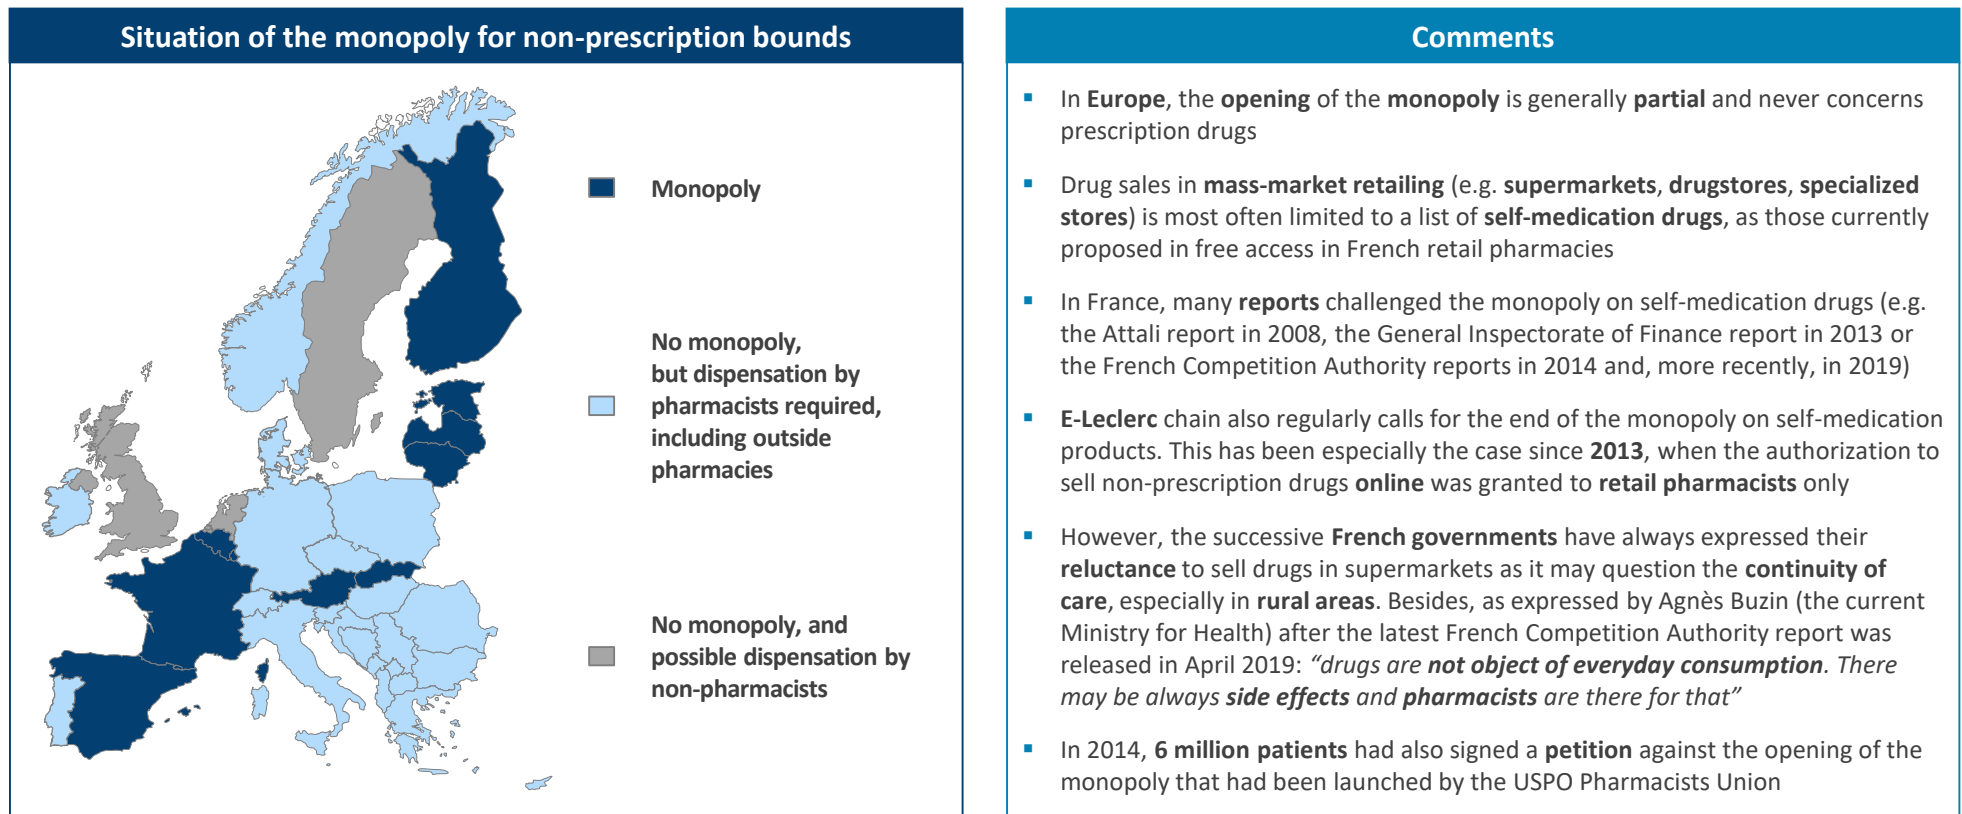 Situation of the monopoly for non-prescription bounds
Monopoly
No monopoly,
but dispensation by
pharmacists required,
including outside
pharmacies
No monopoly, and
possible dispensation by
non-pharmacists
Comments
▪ In Europe, the opening of the monopoly is generally partial and never concerns
prescription drugs
▪ Drug sales in mass-market retailing (e.g. supermarkets, drugstores, specialized
stores) is most often limited to a list of self-medication drugs, as those currently
proposed in free access in French retail pharmacies
▪ In France, many reports challenged the monopoly on self-medication drugs (e.g.
the Attali report in 2008, the General Inspectorate of Finance report in 2013 or
the French Competition Authority reports in 2014 and, more recently, in 2019)
▪ E-Leclerc chain also regularly calls for the end of the monopoly on self-medication
products. This has been especially the case since 2013, when the authorization to
sell non-prescription drugs online was granted to retail pharmacists only
▪ However, the successive French governments have always expressed their
reluctance to sell drugs in supermarkets as it may question the continuity of
care, especially in rural areas. Besides, as expressed by Agnès Buzin (the current
Ministry for Health) after the latest French Competition Authority report was
released in April 2019: “drugs are not object of everyday consumption. There
may be always side effects and pharmacists are there for that”
▪ In 2014, 6 million patients had also signed a petition against the opening of the
monopoly that had been launched by the USPO Pharmacists Union